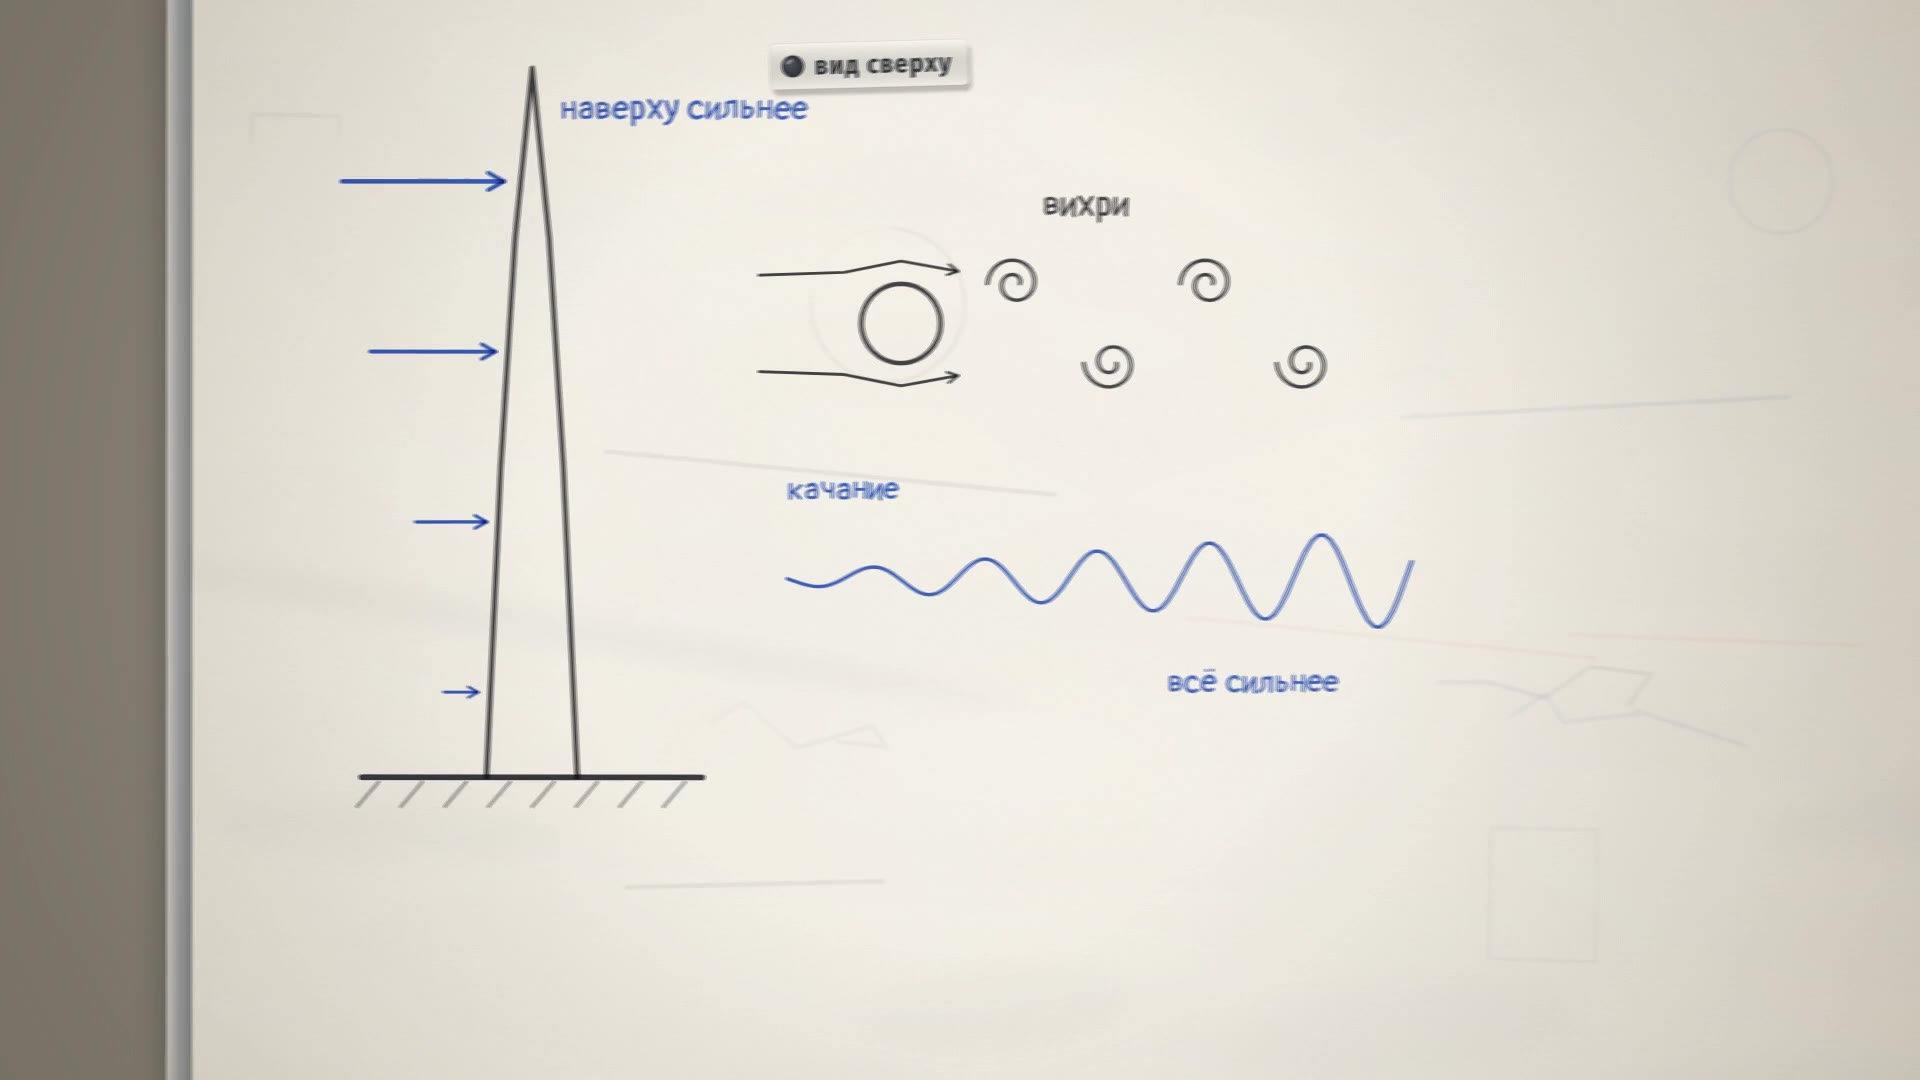 вид сверху
наверху сильнее
вихри
качание
всё сильнее